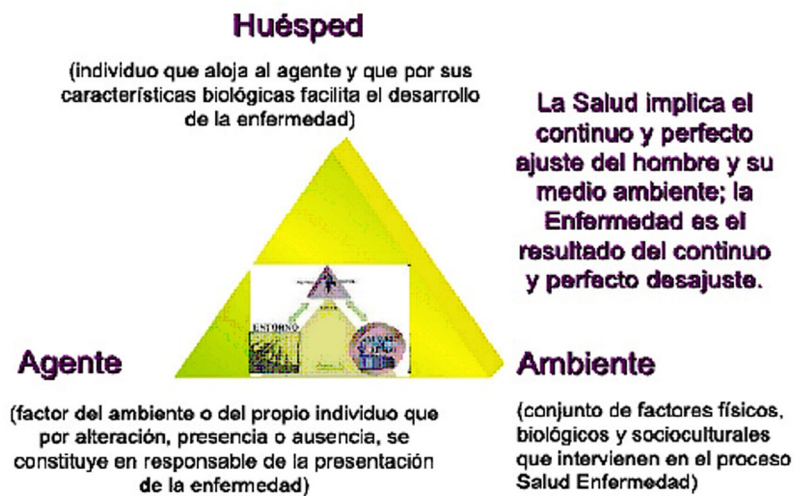 Huésped
(individuo que aloja al agente y que por sus
características biológicas facilita el desarrollo
de la enfermedad)
La Salud implica el
continuo y perfecto
ajuste del hombre y su
medio ambiente; la
Enfermedad es el
resultado del continuo
y perfecto desajuste.
ENTORNO
Agente
(factor del ambiente o del propio individuo que
por alteración, presencia o ausencia, se
constituye en responsable de la presentación
de la enfermedad)
Ambiente
(conjunto de factores físicos,
biológicos y socioculturales
que intervienen en el proceso
Salud Enfermedad)